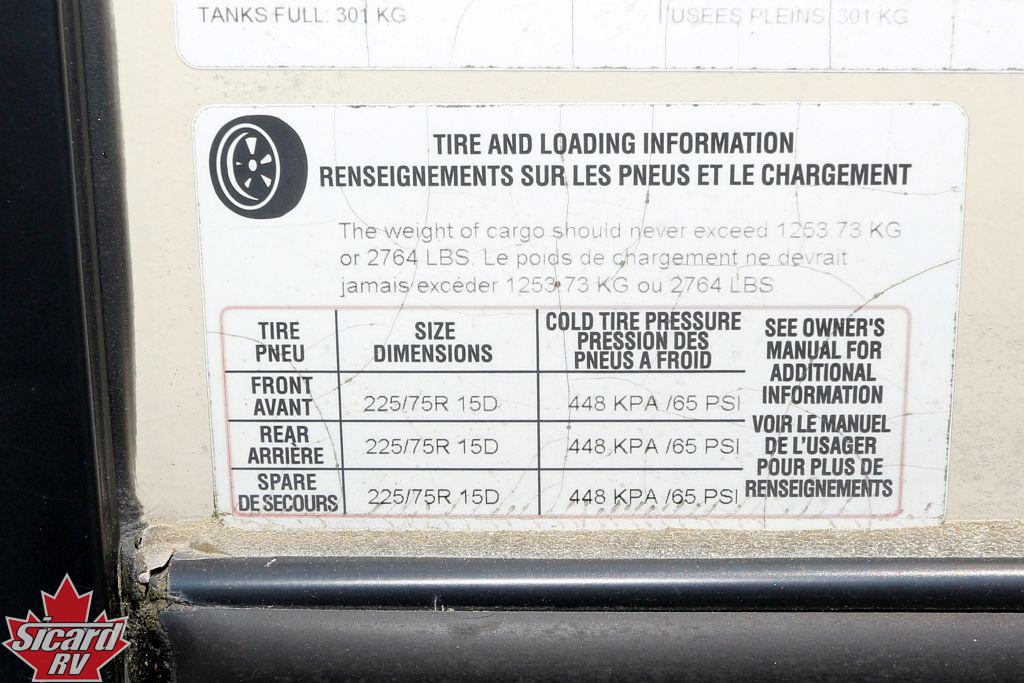 TANKS FULL: 301 KG
USÉES PLEINS: 301 KG
TIRE AND LOADING INFORMATION
RENSEIGNEMENTS SUR LES PNEUS ET LE CHARGEMENT
The weight of cargo should never exceed 1253.73 KG
or 2764 LBS. Le poids de chargement ne devrait
jamais excéder 1253.73 KG ou 2764 LBS.
TIRE
PNEU
SIZE
DIMENSIONS
COLD TIRE PRESSURE
PRESSION DES
PNEUS A FROID
FRONT
AVANT
225/75R 15D
448 KPA /65 PSI
REAR
ARRIÈRE
225/75R 15D
448 KPA /65 PSI
SPARE
DE SECOURS
225/75R 15D
448 KPA /65 PSI
SEE OWNER'S
MANUAL FOR
ADDITIONAL
INFORMATION
VOIR LE MANUEL
DE L'USAGER
POUR PLUS DE
RENSEIGNEMENTS
Sicard
RV